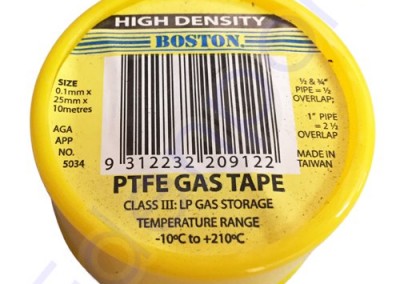 HIGH DENSITY
BOSTON.
SIZE
0.1mm x
25mm x
10metres
AGA
APP
NO.
5034
½ & ¾"
PIPE = ½
OVERLAP;
1" PIPE
= 2 ½
OVERLAP
MADE IN
TAIWAN
9 312232 209122
PTFE GAS TAPE
CLASS III: LP GAS STORAGE
TEMPERATURE RANGE
-10ºC to +210ºC